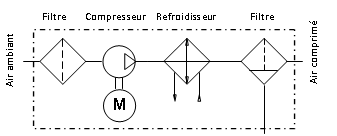 Filtre
Compresseur
Refroidisseur
Filtre
Air ambiant
M
Air comprimé